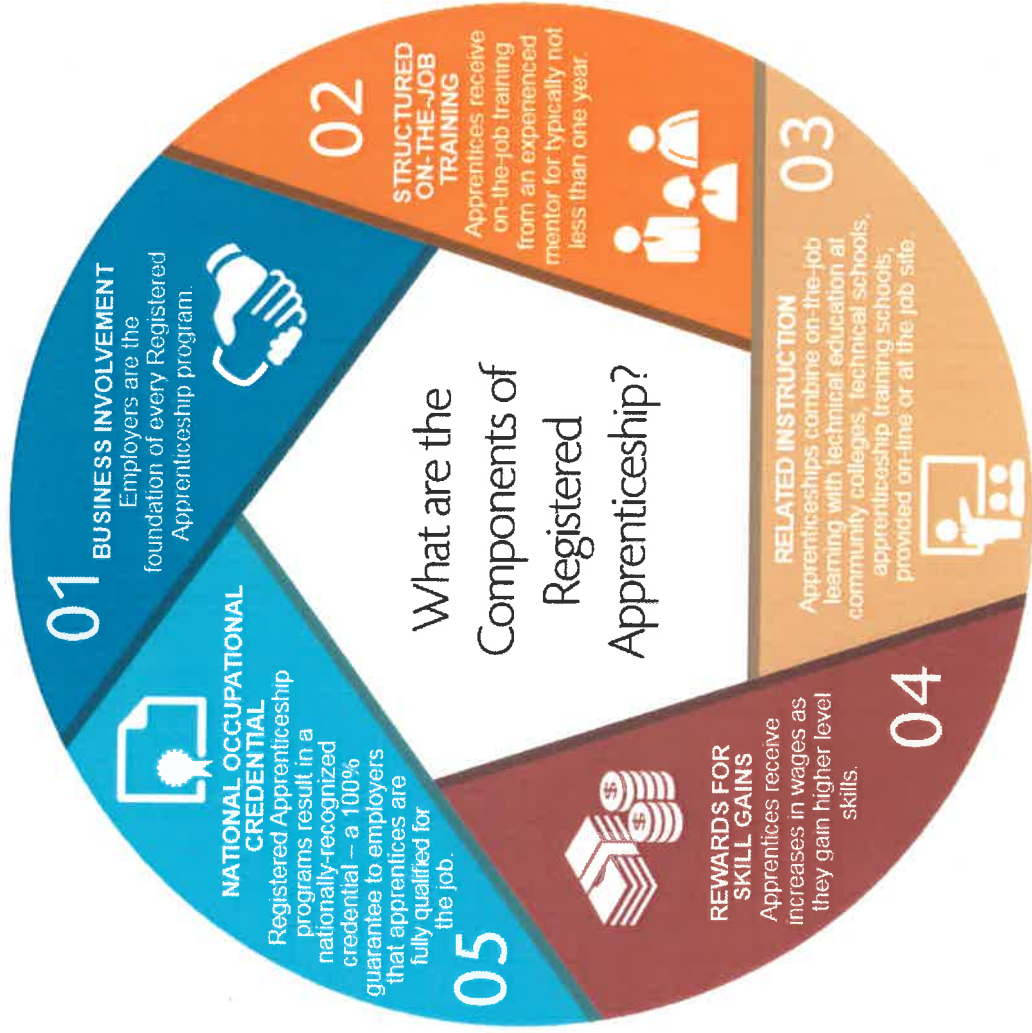 What are the
Components of
Registered
Apprenticeship?
01
BUSINESS INVOLVEMENT
Employers are the
foundation of every Registered
Apprenticeship program.
02
STRUCTURED
ON-THE-JOB
TRAINING
Apprentices receive
on-the-job training
from an experienced
mentor for typically not
less than one year.
03
RELATED INSTRUCTION
Apprenticeships combine on-the-job
learning with technical education at
community colleges, technical schools,
apprenticeship training schools,
provided on-line or at the job site.
04
REWARDS FOR
SKILL GAINS
Apprentices receive
increases in wages as
they gain higher level
skills.
05
NATIONAL OCCUPATIONAL
CREDENTIAL
Registered Apprenticeship
programs result in a
nationally-recognized
credential – a 100%
guarantee to employers
that apprentices are
fully qualified for
the job.
$
$